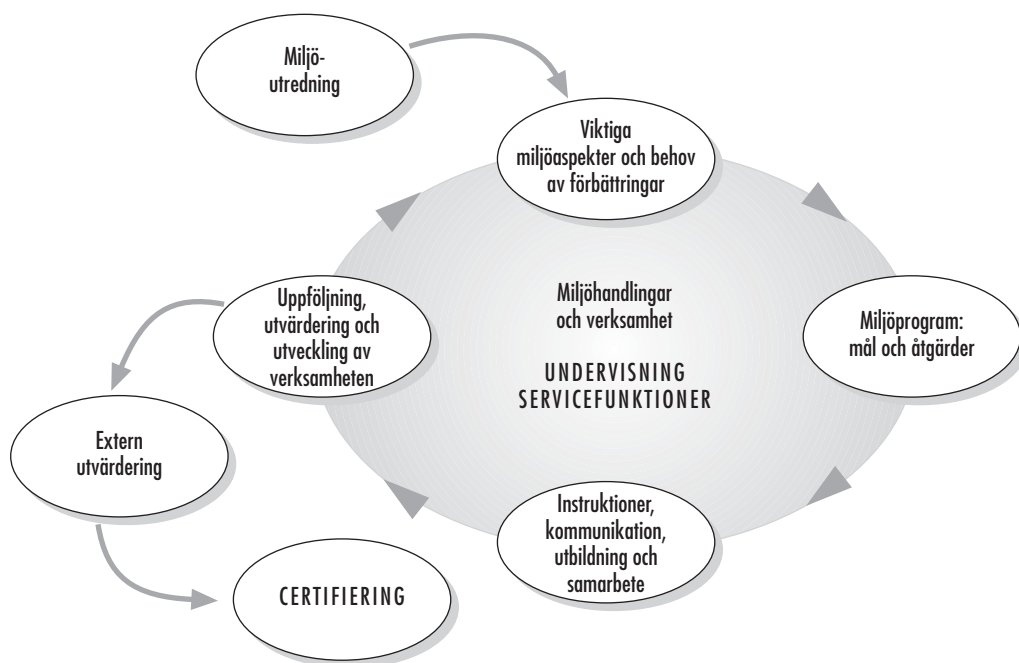 Miljö-
utredning
Viktiga
miljöaspekter och behov
av förbättringar
Miljöhandlingar
och verksamhet
UNDERVISNING
SERVICEFUNKTIONER
Miljöprogram:
mål och åtgärder
Uppföljning,
utvärdering och
utveckling av
verksamheten
Extern
utvärdering
Instruktioner,
kommunikation,
utbildning och
samarbete
CERTIFIERING